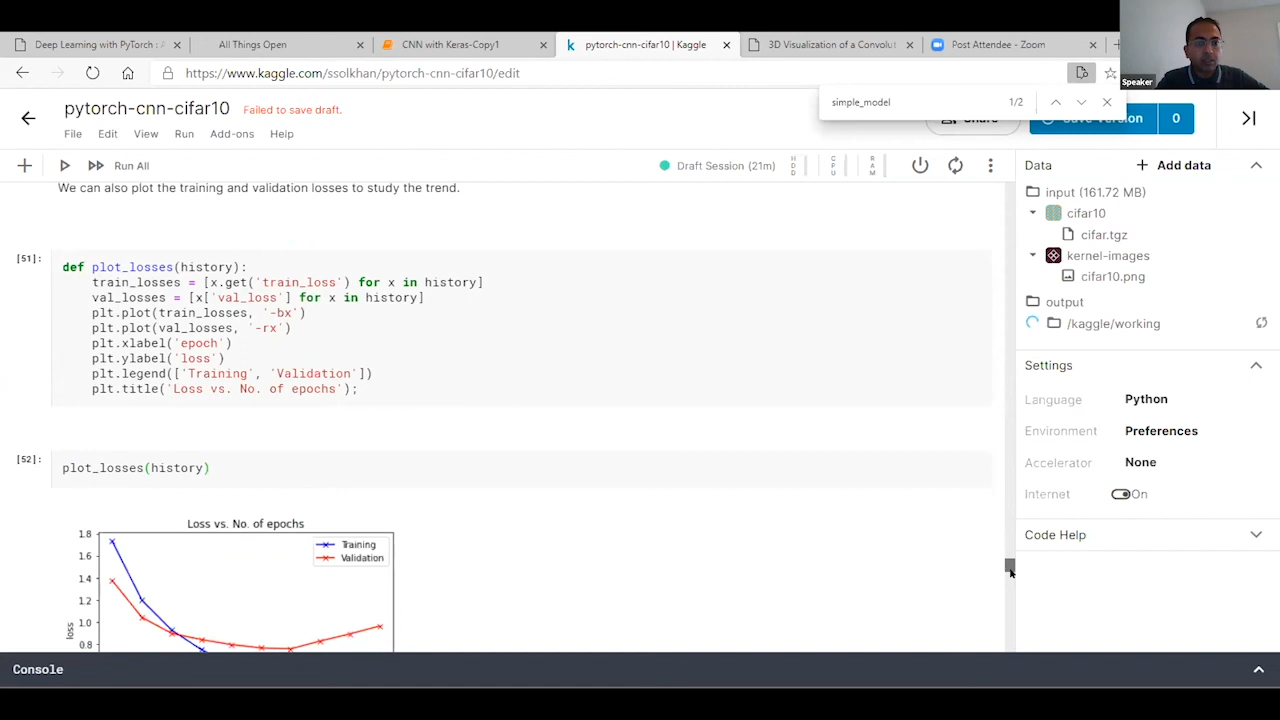 Deep Learning with PyTorch : A
All Things Open
CNN with Keras-Copy1
pytorch-cnn-cifar10 | Kaggle
3D Visualization of a Convolut
Post Attendee - Zoom
https://www.kaggle.com/ssolkhan/pytorch-cnn-cifar10/edit
Speaker
pytorch-cnn-cifar10
Failed to save draft.
simple_model
1/2
File
Edit
View
Run
Add-ons
Help
Share
Save Version
0
Run All
Draft Session (21m)
HDD
CPU
RAM
Data
Add data
We can also plot the training and validation losses to study the trend.
input (161.72 MB)
cifar10
cifar.tgz
kernel-images
cifar10.png
output
/kaggle/working
[51]:
def plot_losses(history):
    train_losses = [x.get('train_loss') for x in history]
    val_losses = [x['val_loss'] for x in history]
    plt.plot(train_losses, '-bx')
    plt.plot(val_losses, '-rx')
    plt.xlabel('epoch')
    plt.ylabel('loss')
    plt.legend(['Training', 'Validation'])
    plt.title('Loss vs. No. of epochs');
Settings
Language
Python
Environment
Preferences
Accelerator
None
Internet
On
Code Help
[52]:
plot_losses(history)
Loss vs. No. of epochs
Training
Validation
1.8
1.6
1.4
1.2
1.0
0.8
loss
Console